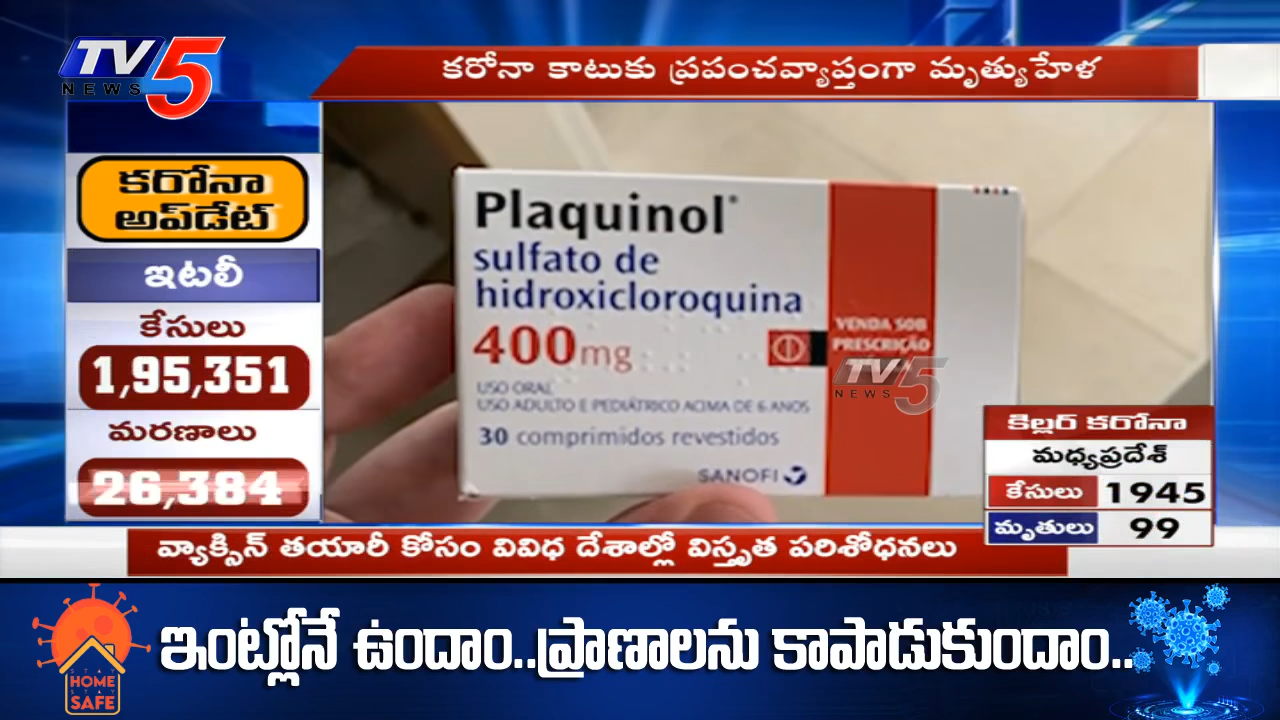 TV5
NEWS
కరోనా కాటుకు ప్రపంచవ్యాప్తంగా మృత్యుహేళ
కరోనా
అప్‌డేట్
ఇటలీ
కేసులు
1,95,351
మరణాలు
26,384
Plaquinol
sulfato de
hidroxicloroquina
400mg
USO ORAL
USO ADULTO E PEDIÁTRICO ACIMA DE 6 ANOS
30 comprimidos revestidos
SANOFI
VENDA SOB
PRESCRIÇÃO
TV5
NEWS
కిల్లర్ కరోనా
మధ్యప్రదేశ్
కేసులు 1945
మృతులు 99
వ్యాక్సిన్ తయారీ కోసం వివిధ దేశాల్లో విస్తృత పరిశోధనలు
STAY
HOME
STAY
SAFE
ఇంట్లోనే ఉందాం..ప్రాణాలను కాపాడుకుందాం..